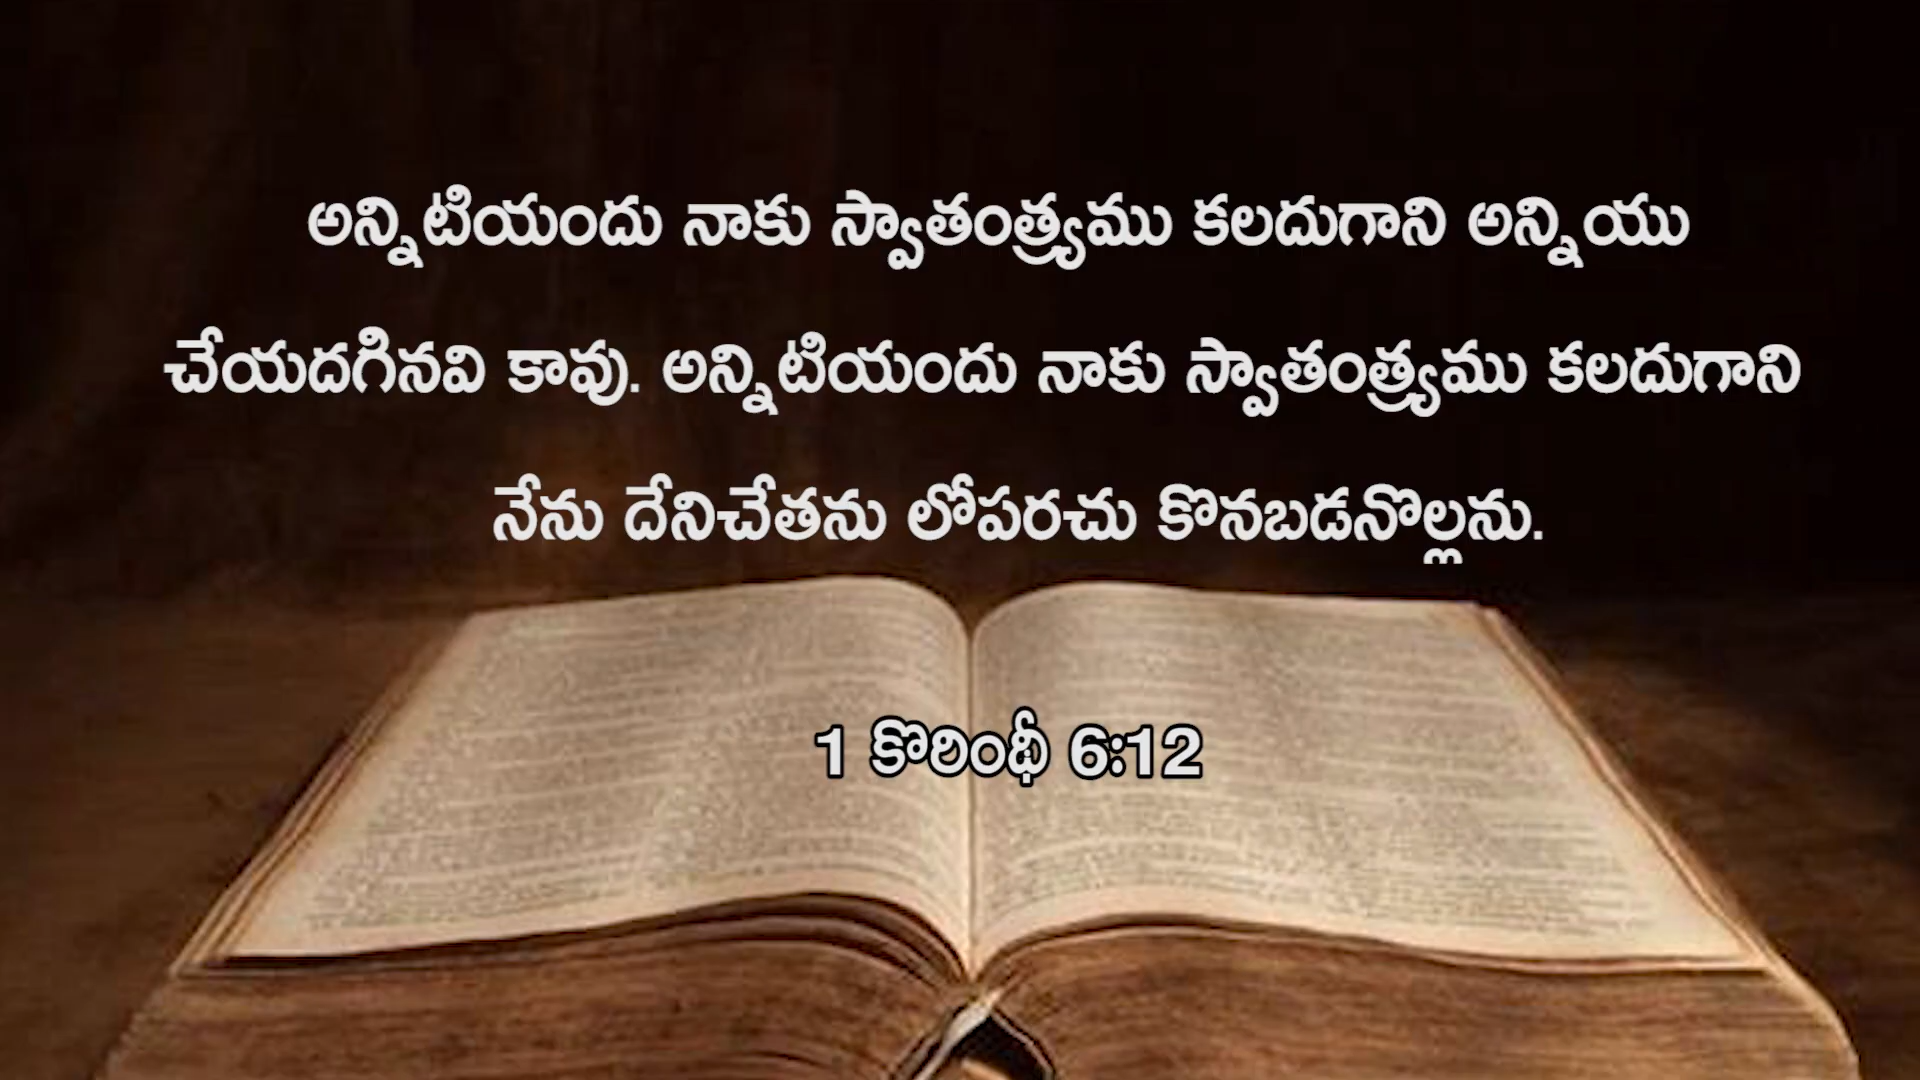 అన్నిటియందు నాకు స్వాతంత్ర్యము కలదుగాని అన్నియు
చేయదగినవి కావు. అన్నిటియందు నాకు స్వాతంత్ర్యము కలదుగాని
నేను దేనిచేతను లోపరచు కొనబడనొల్లను.
1 కొరింథీ 6:12